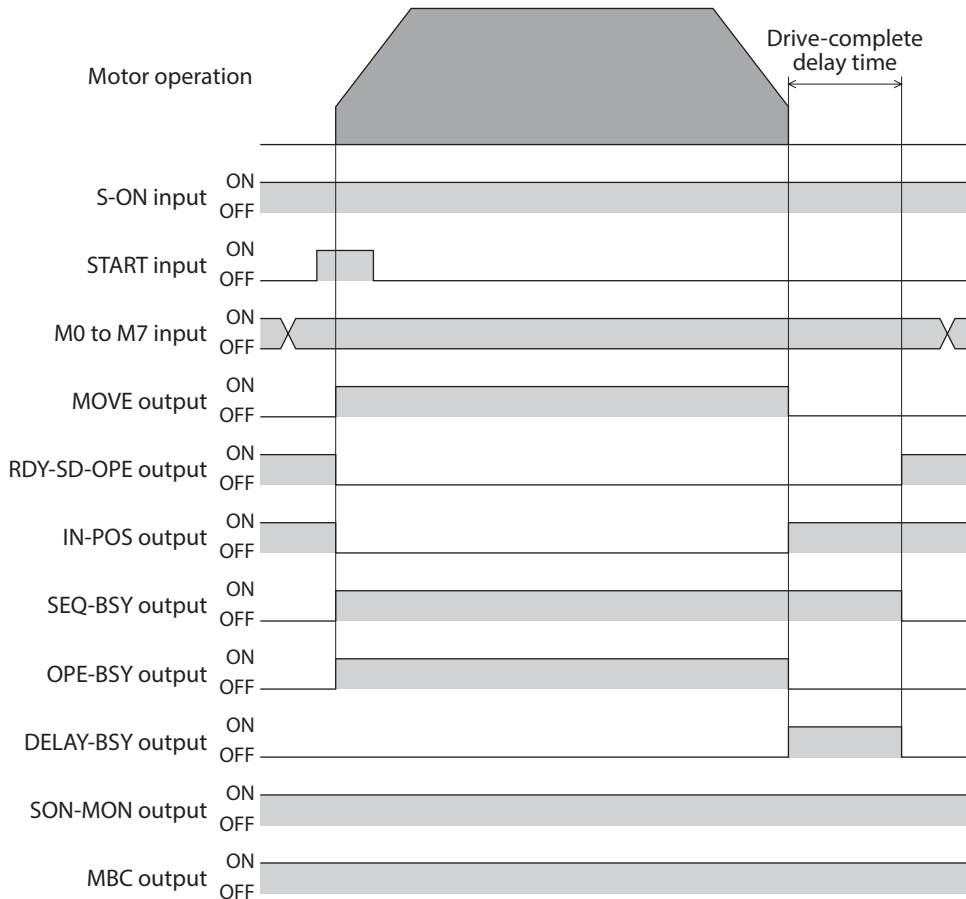 Drive-complete
delay time
Motor operation
S-ON input ON
OFF
START input ON
OFF
M0 to M7 input ON
OFF
MOVE output ON
OFF
RDY-SD-OPE output ON
OFF
IN-POS output ON
OFF
SEQ-BSY output ON
OFF
OPE-BSY output ON
OFF
DELAY-BSY output ON
OFF
SON-MON output ON
OFF
MBC output ON
OFF